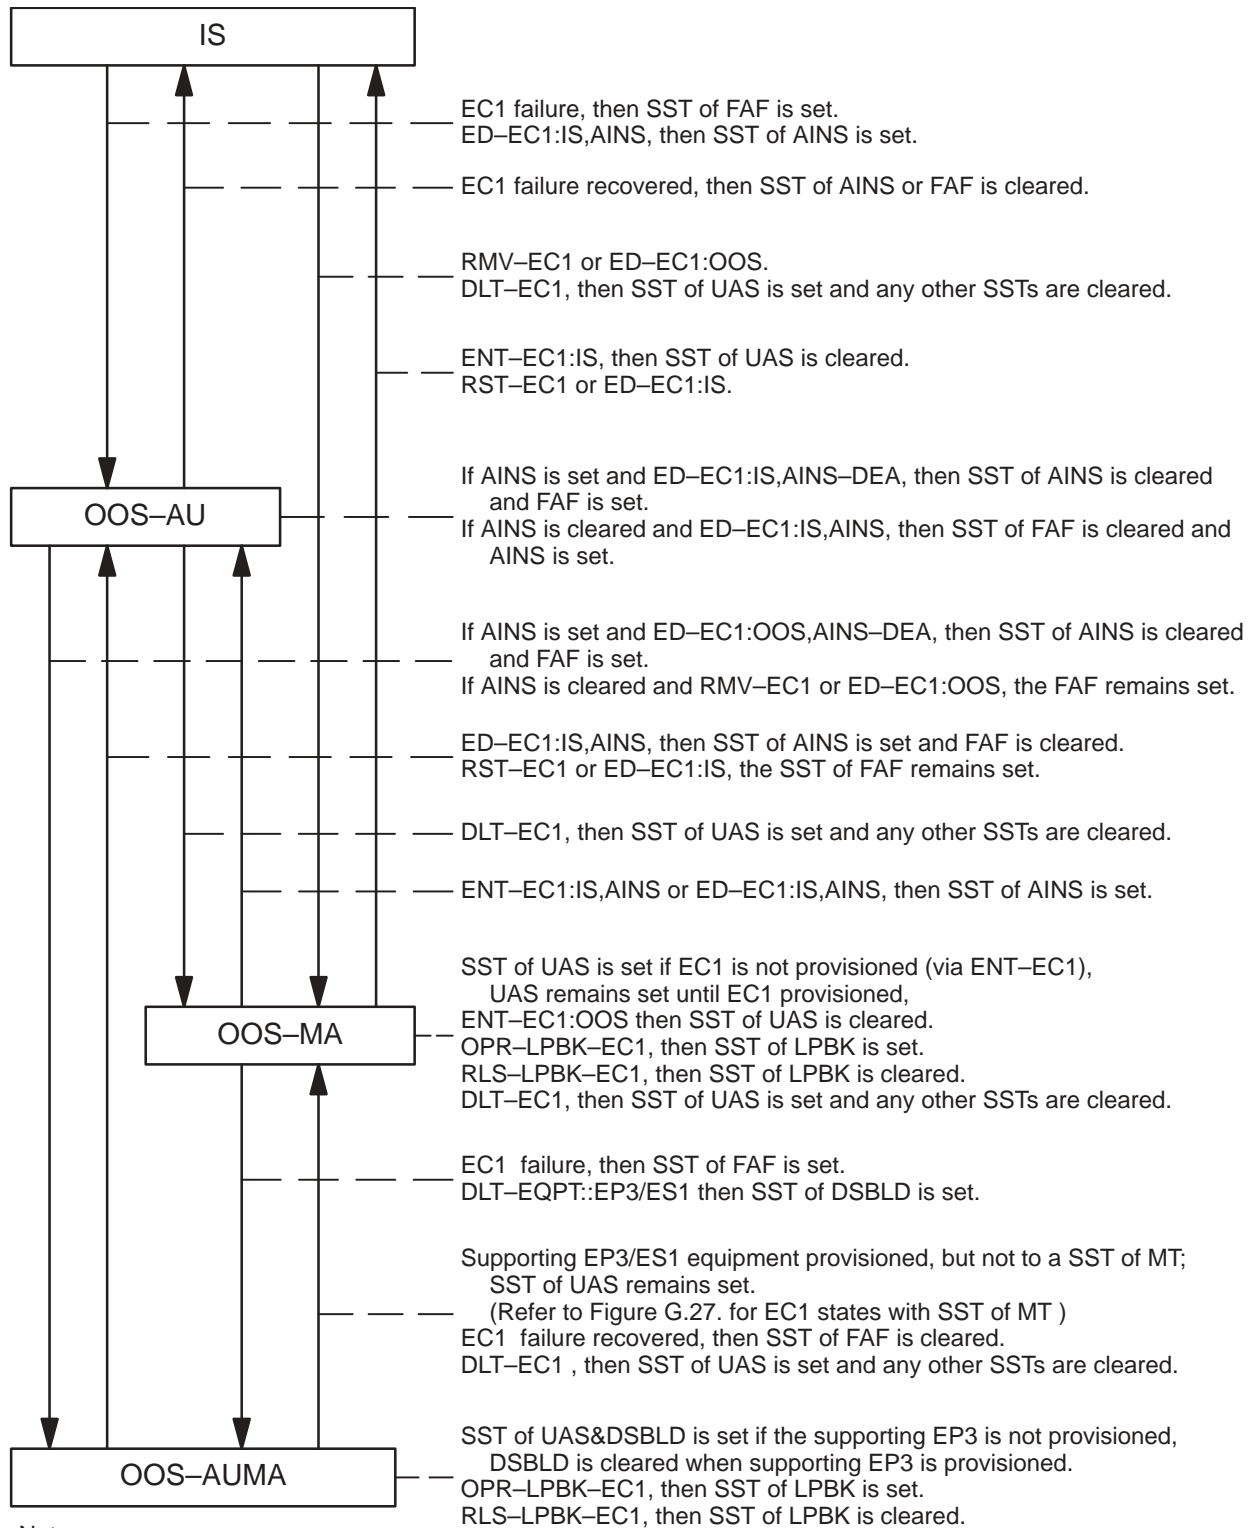 IS
EC1 failure, then SST of FAF is set.
ED–EC1:IS,AINS, then SST of AINS is set.
EC1 failure recovered, then SST of AINS or FAF is cleared.
RMV–EC1 or ED–EC1:OOS.
DLT–EC1, then SST of UAS is set and any other SSTs are cleared.
ENT–EC1:IS, then SST of UAS is cleared.
RST–EC1 or ED–EC1:IS.
OOS–AU
If AINS is set and ED–EC1:IS,AINS–DEA, then SST of AINS is cleared
and FAF is set.
If AINS is cleared and ED–EC1:IS,AINS, then SST of FAF is cleared and
AINS is set.
If AINS is set and ED–EC1:OOS,AINS–DEA, then SST of AINS is cleared
and FAF is set.
If AINS is cleared and RMV–EC1 or ED–EC1:OOS, the FAF remains set.
ED–EC1:IS,AINS, then SST of AINS is set and FAF is cleared.
RST–EC1 or ED–EC1:IS, the SST of FAF remains set.
DLT–EC1, then SST of UAS is set and any other SSTs are cleared.
ENT–EC1:IS,AINS or ED–EC1:IS,AINS, then SST of AINS is set.
OOS–MA
SST of UAS is set if EC1 is not provisioned (via ENT–EC1),
UAS remains set until EC1 provisioned,
ENT–EC1:OOS then SST of UAS is cleared.
OPR–LPBK–EC1, then SST of LPBK is set.
RLS–LPBK–EC1, then SST of LPBK is cleared.
DLT–EC1, then SST of UAS is set and any other SSTs are cleared.
EC1 failure, then SST of FAF is set.
DLT–EQPT::EP3/ES1 then SST of DSBLD is set.
Supporting EP3/ES1 equipment provisioned, but not to a SST of MT;
SST of UAS remains set.
(Refer to Figure G.27. for EC1 states with SST of MT )
EC1 failure recovered, then SST of FAF is cleared.
DLT–EC1 , then SST of UAS is set and any other SSTs are cleared.
OOS–AUMA
SST of UAS&DSBLD is set if the supporting EP3 is not provisioned,
DSBLD is cleared when supporting EP3 is provisioned.
OPR–LPBK–EC1, then SST of LPBK is set.
RLS–LPBK–EC1, then SST of LPBK is cleared.